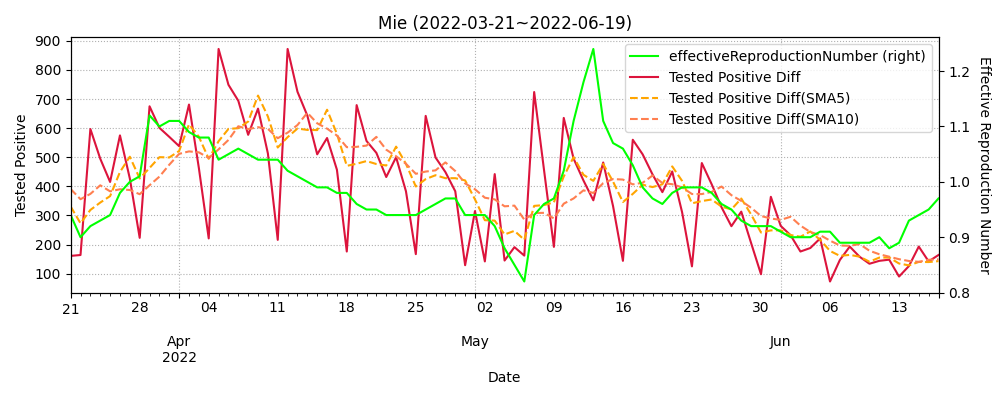 Mie (2022-03-21~2022-06-19)
effectiveReproductionNumber (right)
Tested Positive Diff
Tested Positive Diff(SMA5)
Tested Positive Diff(SMA10)
Tested Positive
900
800
700
600
500
400
300
200
100
Effective Reproduction Number
1.2
1.1
1.0
0.9
0.8
21 28 04 11 18 25 02 09 16 23 30 06 13
Apr May Jun
2022
Date